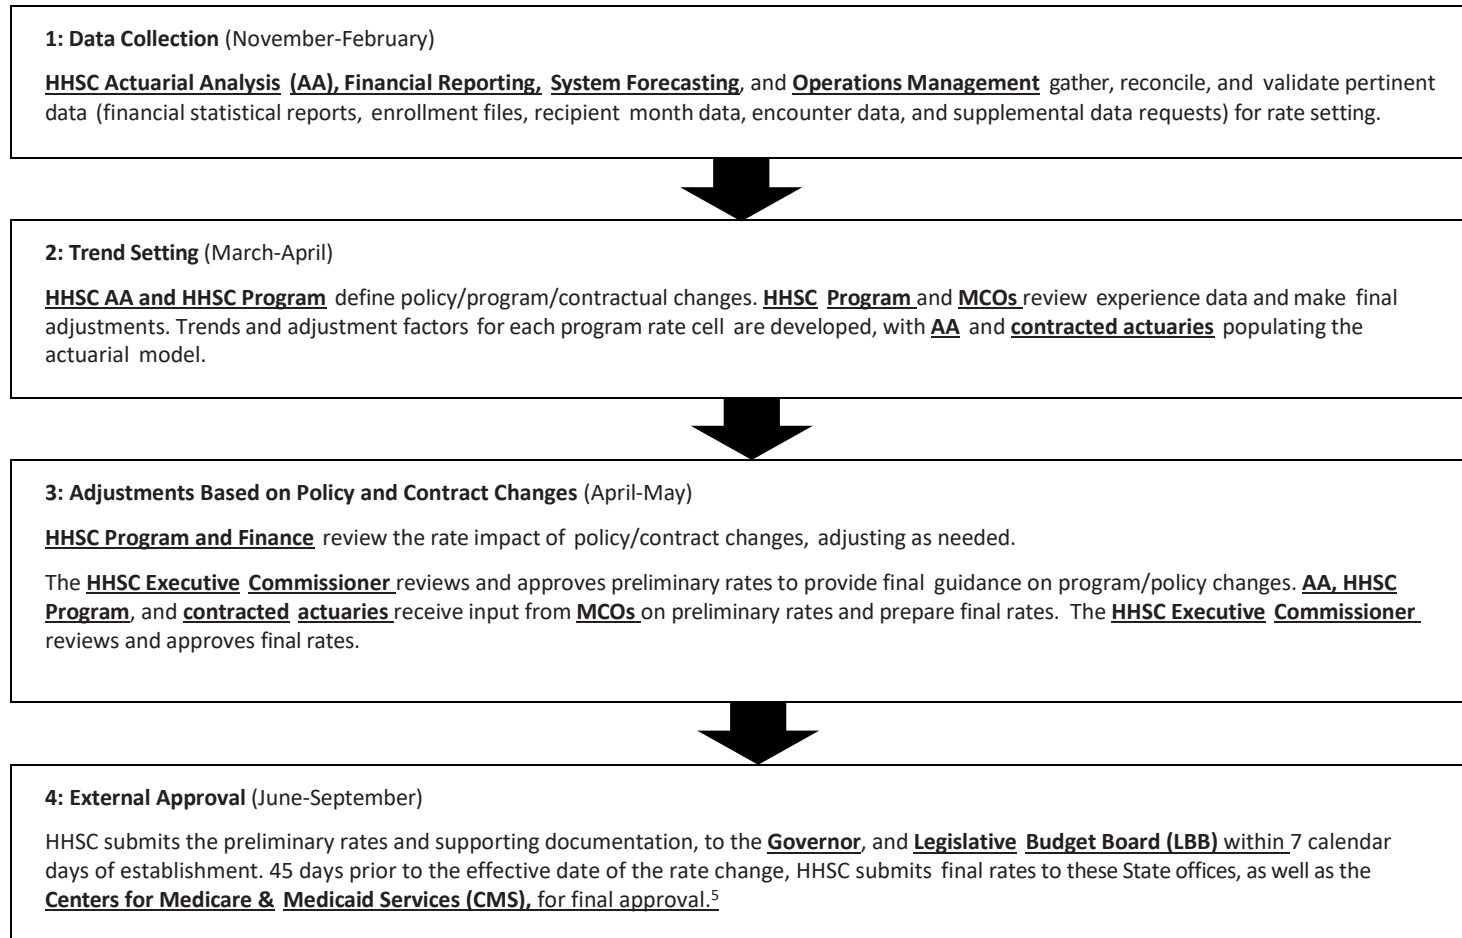 1: Data Collection (November-February)
HHSC Actuarial Analysis (AA), Financial Reporting, System Forecasting, and Operations Management gather, reconcile, and validate pertinent
data (financial statistical reports, enrollment files, recipient month data, encounter data, and supplemental data requests) for rate setting.
2: Trend Setting (March-April)
HHSC AA and HHSC Program define policy/program/contractual changes. HHSC Program and MCOs review experience data and make final
adjustments. Trends and adjustment factors for each program rate cell are developed, with AA and contracted actuaries populating the
actuarial model.
3: Adjustments Based on Policy and Contract Changes (April-May)
HHSC Program and Finance review the rate impact of policy/contract changes, adjusting as needed.
The HHSC Executive Commissioner reviews and approves preliminary rates to provide final guidance on program/policy changes. AA, HHSC
Program, and contracted actuaries receive input from MCOs on preliminary rates and prepare final rates. The HHSC Executive Commissioner
reviews and approves final rates.
4: External Approval (June-September)
HHSC submits the preliminary rates and supporting documentation, to the Governor, and Legislative Budget Board (LBB) within 7 calendar
days of establishment. 45 days prior to the effective date of the rate change, HHSC submits final rates to these State offices, as well as the
Centers for Medicare & Medicaid Services (CMS), for final approval.5